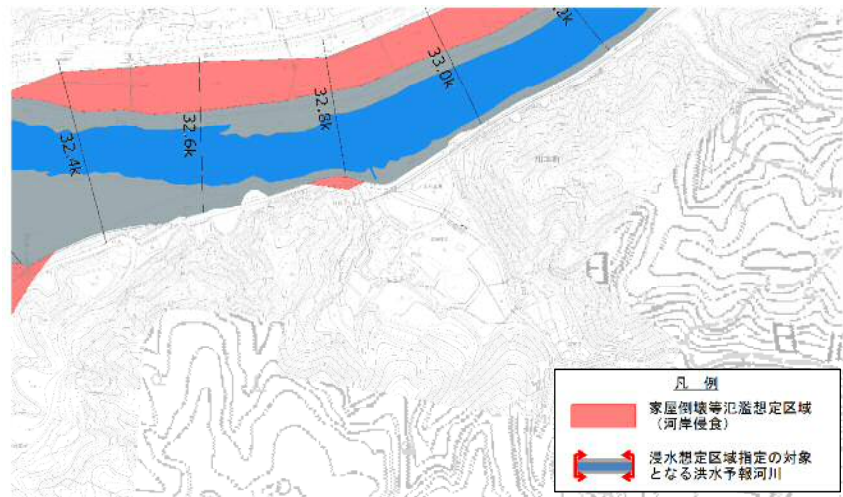 32.4k
32.6k
32.8k
33.0k
凡 例
家屋倒壊等氾濫想定区域
(河岸侵食)
浸水想定区域指定の対象
となる洪水予報河川